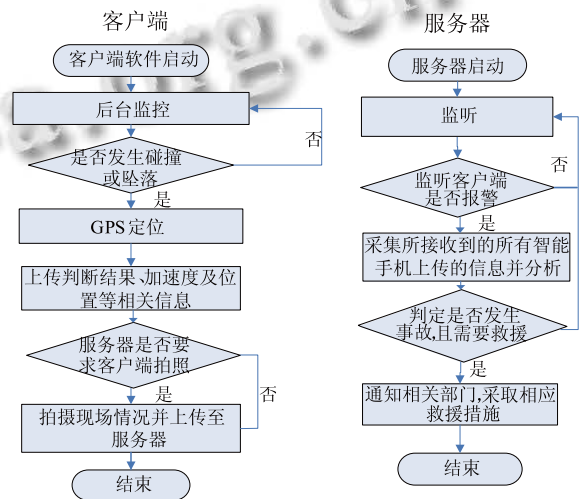 客户端
客户端软件启动
后台监控
否
是否发生碰撞
或坠落
是
GPS定位
上传判断结果、加速度及位
置等相关信息
服务器是否要
求客户端拍照
是
否
拍摄现场情况并上传至
服务器
结束
服务器
服务器启动
监听
否
监听客户端
是否报警
是
采集所接收到的所有智能
手机上传的信息并分析
判定是否发生
事故,且需要救援
是
通知相关部门,采取相应
救援措施
结束